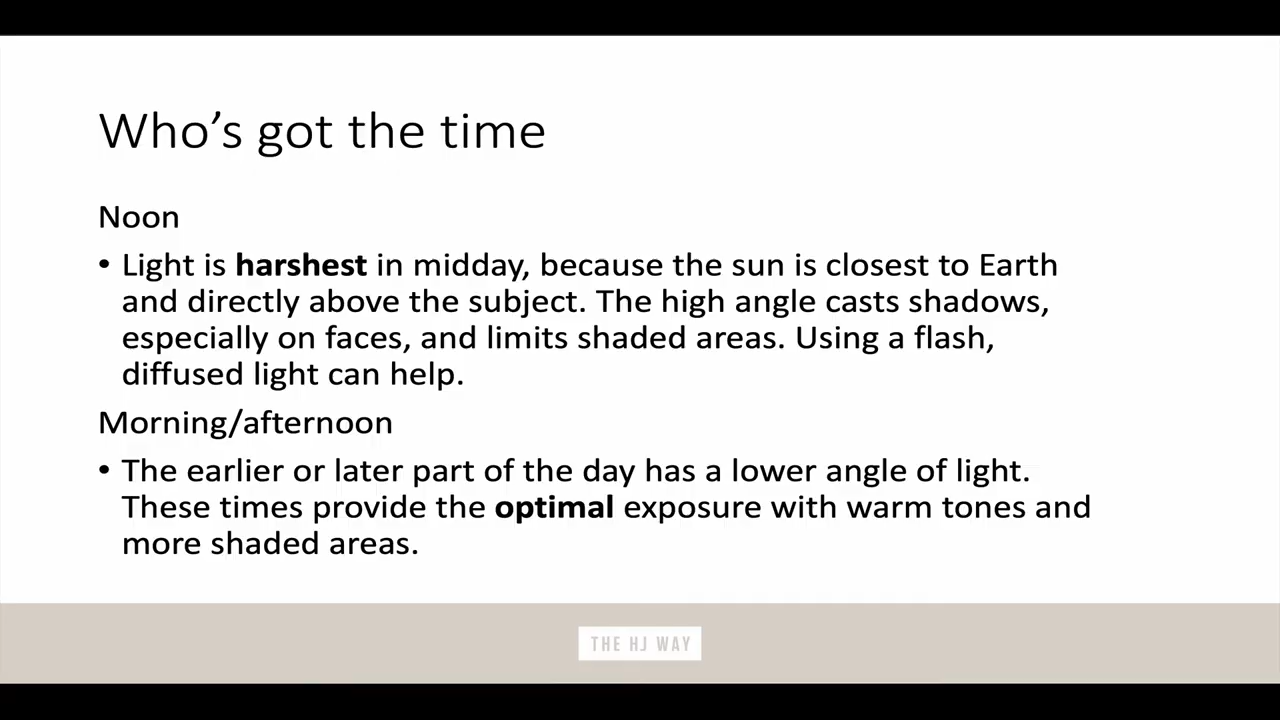 Who’s got the time
Noon
• Light is harshest in midday, because the sun is closest to Earth
and directly above the subject. The high angle casts shadows,
especially on faces, and limits shaded areas. Using a flash,
diffused light can help.
Morning/afternoon
• The earlier or later part of the day has a lower angle of light.
These times provide the optimal exposure with warm tones and
more shaded areas.
THE HJ WAY